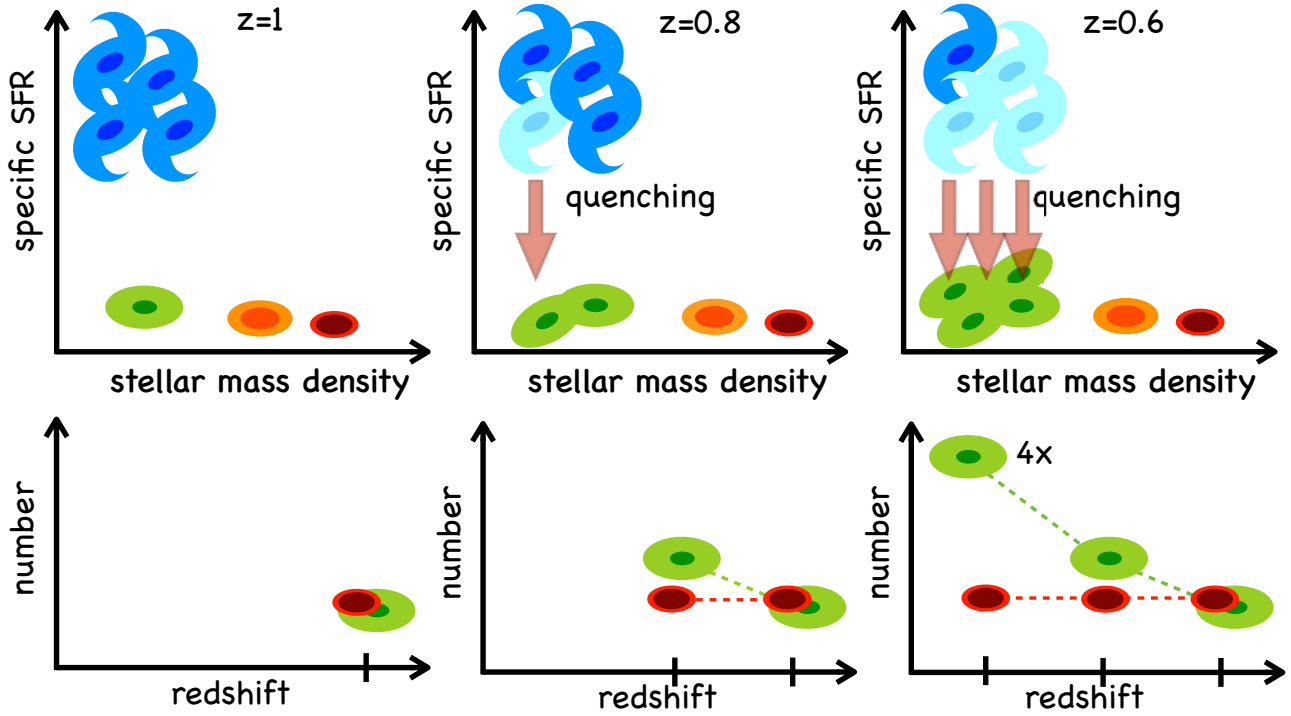 z=1
specific SFR
stellar mass density
z=0.8
specific SFR
quenching
stellar mass density
z=0.6
specific SFR
quenching
stellar mass density
number
redshift
number
redshift
4x
number
redshift